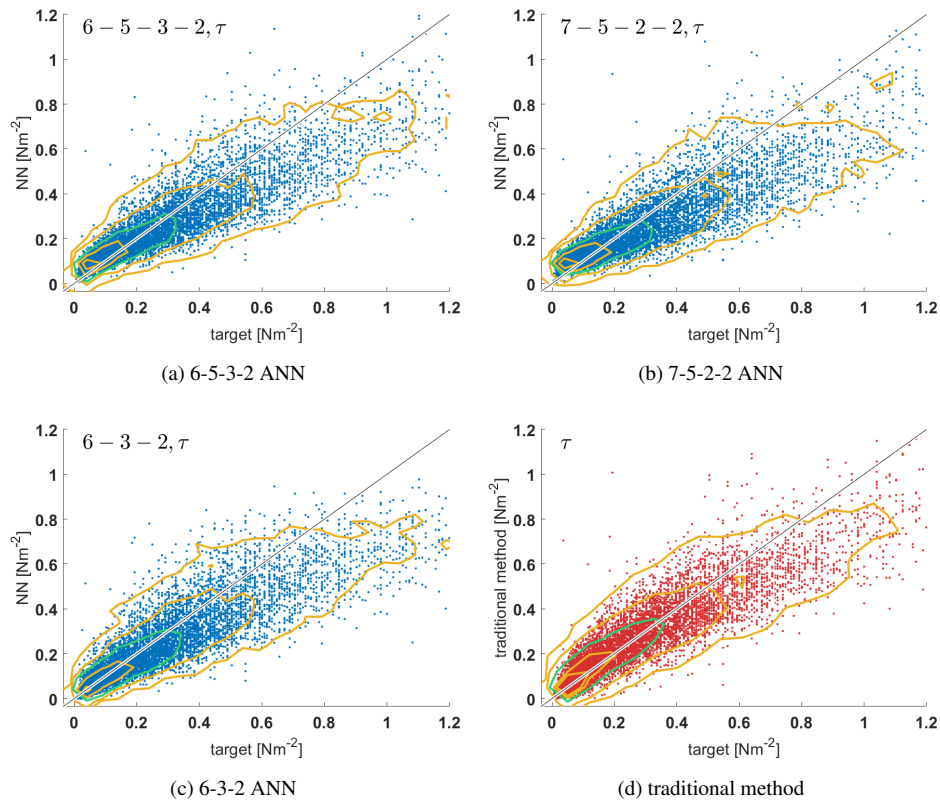 6 − 5 − 3 − 2, τ
1.2
1
0.8
0.6
0.4
0.2
0
NN [Nm⁻²]
0 0.2 0.4 0.6 0.8 1 1.2
target [Nm⁻²]
(a) 6-5-3-2 ANN
7 − 5 − 2 − 2, τ
1.2
1
0.8
0.6
0.4
0.2
0
NN [Nm⁻²]
0 0.2 0.4 0.6 0.8 1 1.2
target [Nm⁻²]
(b) 7-5-2-2 ANN
6 − 3 − 2, τ
1.2
1
0.8
0.6
0.4
0.2
0
NN [Nm⁻²]
0 0.2 0.4 0.6 0.8 1 1.2
target [Nm⁻²]
(c) 6-3-2 ANN
τ
1.2
1
0.8
0.6
0.4
0.2
0
traditional method [Nm⁻²]
0 0.2 0.4 0.6 0.8 1 1.2
target [Nm⁻²]
(d) traditional method